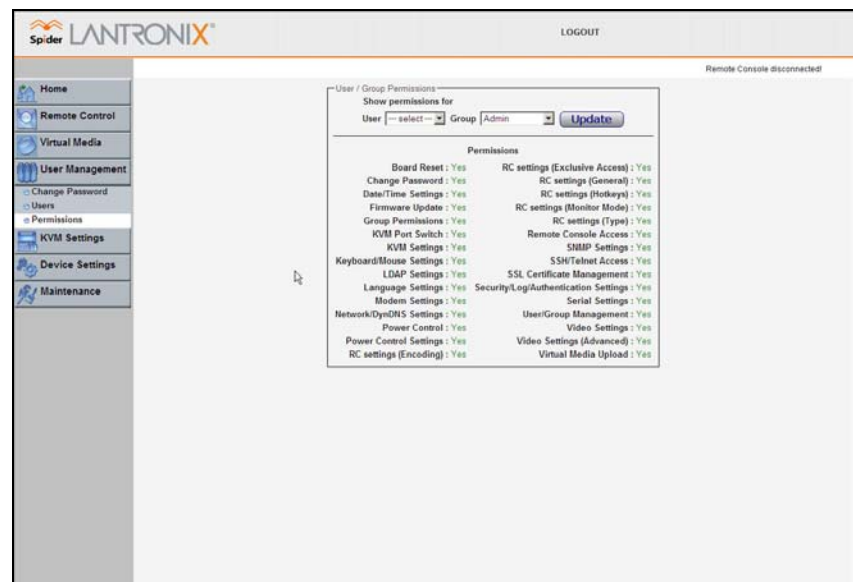 Spider LANTRONIX®
LOGOUT
Remote Console disconnected!
Home
Remote Control
Virtual Media
User Management
Change Password
Users
Permissions
KVM Settings
Device Settings
Maintenance
User / Group Permissions
Show permissions for
User -- select -- Group Admin Update
Permissions
Board Reset : Yes RC settings (Exclusive Access) : Yes
Change Password : Yes RC settings (General) : Yes
Date/Time Settings : Yes RC settings (Hotkeys) : Yes
Firmware Update : Yes RC settings (Monitor Mode) : Yes
Group Permissions : Yes RC settings (Type) : Yes
KVM Port Switch : Yes Remote Console Access : Yes
KVM Settings : Yes SNMP Settings : Yes
Keyboard/Mouse Settings : Yes SSH/Telnet Access : Yes
LDAP Settings : Yes SSL Certificate Management : Yes
Language Settings : Yes Security/Log/Authentication Settings : Yes
Modem Settings : Yes Serial Settings : Yes
Network/DynDNS Settings : Yes User/Group Management : Yes
Power Control : Yes Video Settings : Yes
Power Control Settings : Yes Video Settings (Advanced) : Yes
RC settings (Encoding) : Yes Virtual Media Upload : Yes